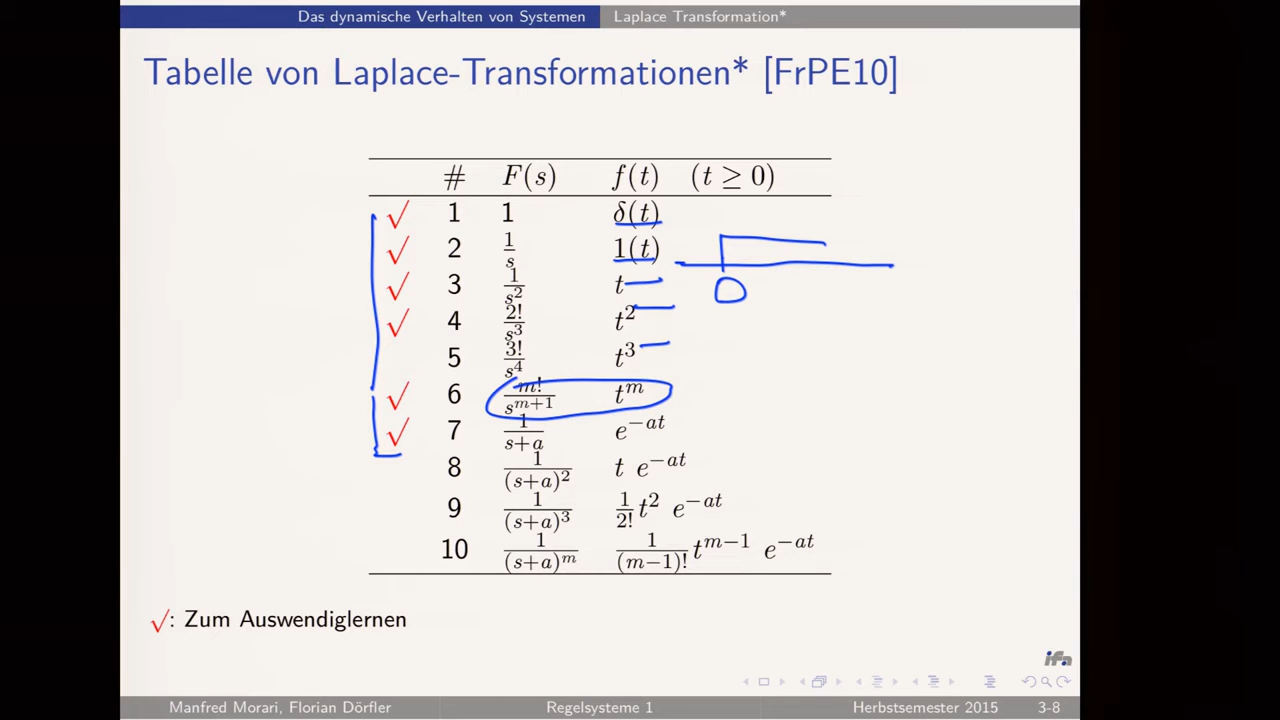 Das dynamische Verhalten von Systemen Laplace Transformation*
Tabelle von Laplace-Transformationen* [FrPE10]
# F(s) f(t) (t ≥ 0)
√ 1 1 δ(t)
√ 2 1/s 1(t)
√ 3 1/s² t
0
√ 4 2!/s³ t²
5 3!/s⁴ t³
√ 6 m!/s^{m+1} t^m
√ 7 1/(s+a) e^{−at}
8 1/(s+a)² t e^{−at}
9 1/(s+a)³ 1/2! t² e^{−at}
10 1/(s+a)^m 1/(m−1)! t^{m−1} e^{−at}
√: Zum Auswendiglernen
ifa
Manfred Morari, Florian Dörfler Regelsysteme 1 Herbstsemester 2015 3-8